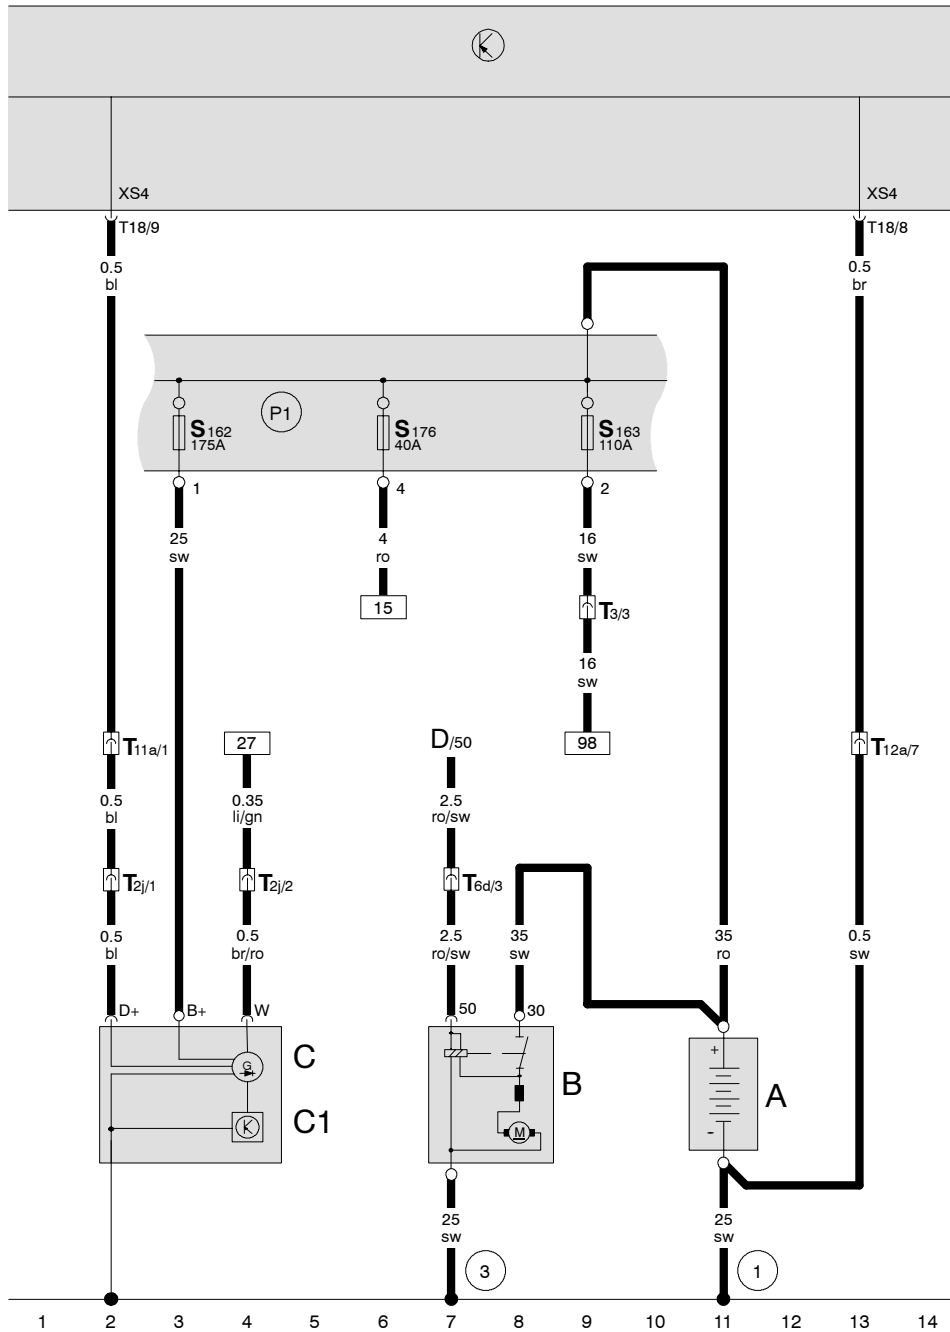 XS4 XS4
T18/9 T18/8
0.5 0.5
bl br
P1
S162 S176 S163
175A 40A 110A
1 4 2
25 4 16
sw ro sw
15 T3/3
16
sw
T11a/1 27 D/50 98 T12a/7
0.5 0.35 2.5
bl li/gn ro/sw
T2j/1 T2j/2 T6d/3
0.5 0.5 2.5 35 35 0.5
bl br/ro ro/sw sw ro sw
D+ B+ W 50 30
G C + A
B
C1 M -
25 25
sw sw
3 1
1 2 3 4 5 6 7 8 9 10 11 12 13 14